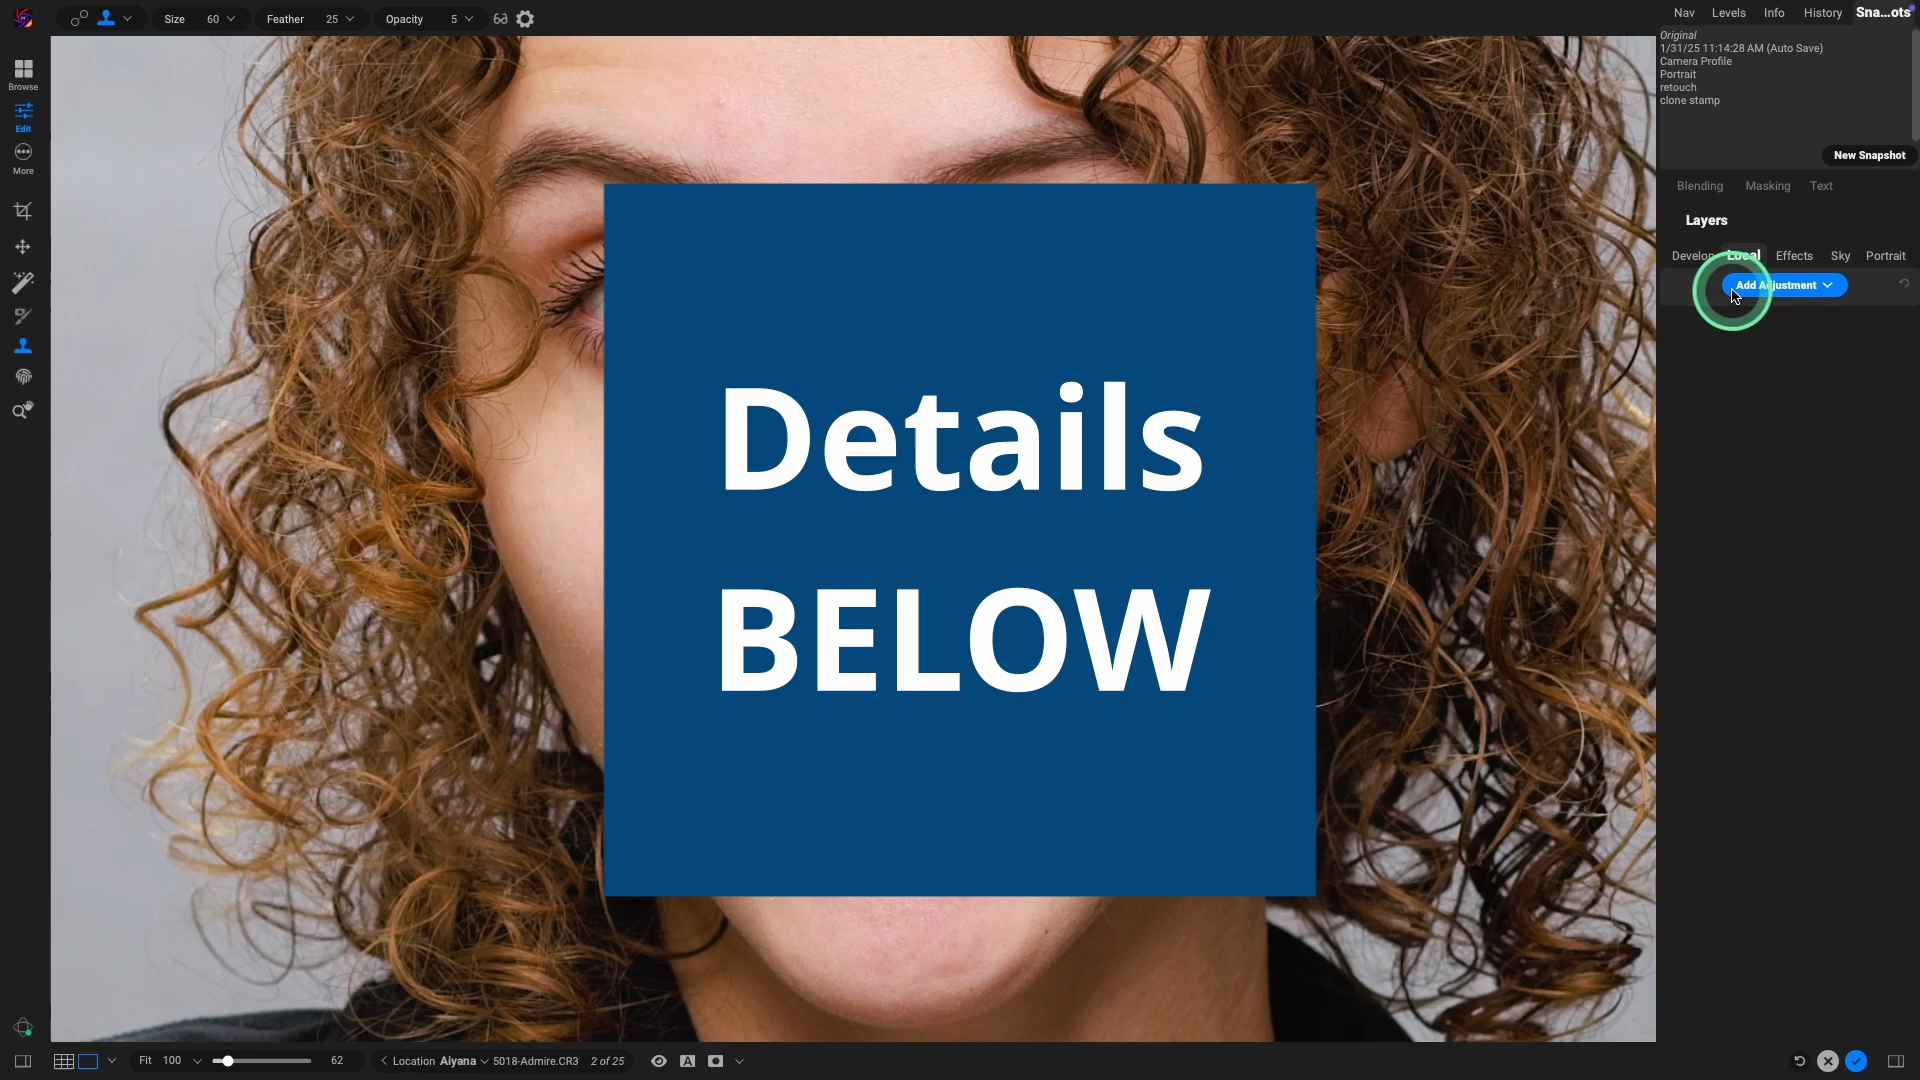 Size 60 Feather 25 Opacity 5
Nav Levels Info History Sna...ots
Original
1/31/25 11:14:28 AM (Auto Save)
Camera Profile
Portrait
retouch
clone stamp
New Snapshot
Browse
Edit
More
Blending Masking Text
Layers
Develop Local Effects Sky Portrait
Add Adjustment
Details
BELOW
Fit 100 62 Location Aiyana 5018-Admire.CR3 2 of 25
A